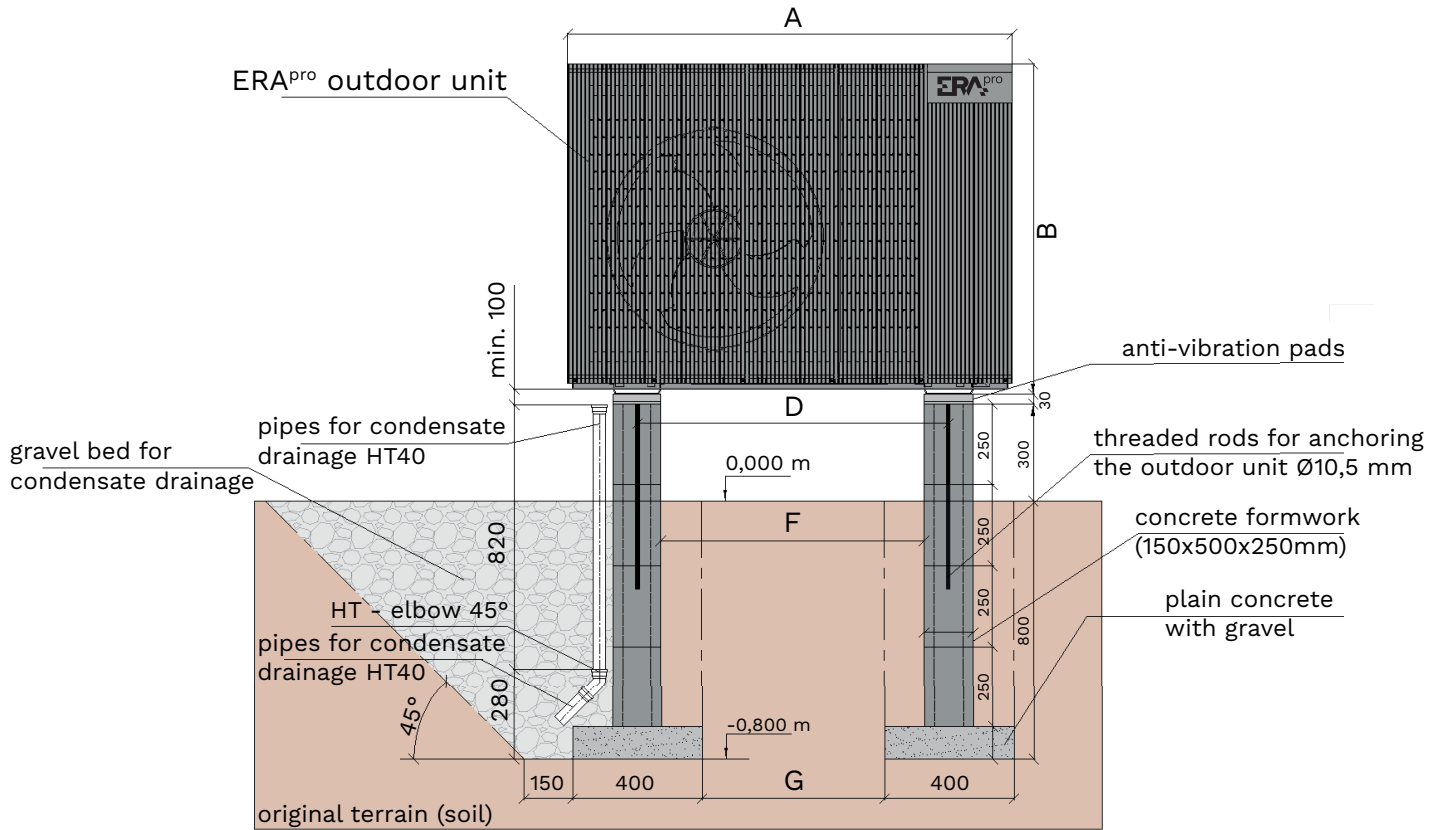 A
ERAᵖʳᵒ outdoor unit
ERA pro
B
min. 100
anti-vibration pads
30
D
pipes for condensate
drainage HT40
gravel bed for
condensate drainage
250
300
threaded rods for anchoring
the outdoor unit Ø10,5 mm
0,000 m
820
F
250
concrete formwork
(150x500x250mm)
HT - elbow 45°
pipes for condensate
drainage HT40
250
800
plain concrete
with gravel
280
250
45°
-0,800 m
150
400
G
400
original terrain (soil)